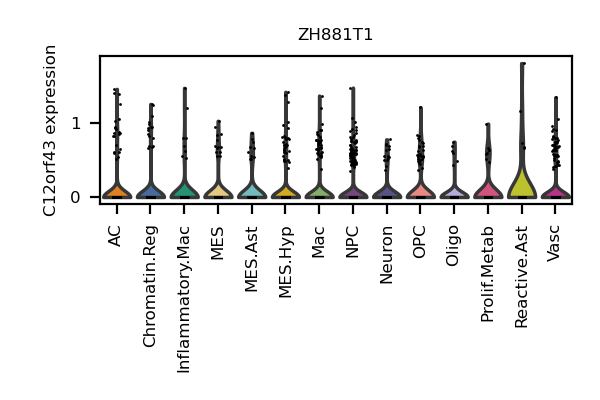 ZH881T1
C12orf43 expression
1
0
AC
Chromatin.Reg
Inflammatory.Mac
MES
MES.Ast
MES.Hyp
Mac
NPC
Neuron
OPC
Oligo
Prolif.Metab
Reactive.Ast
Vasc